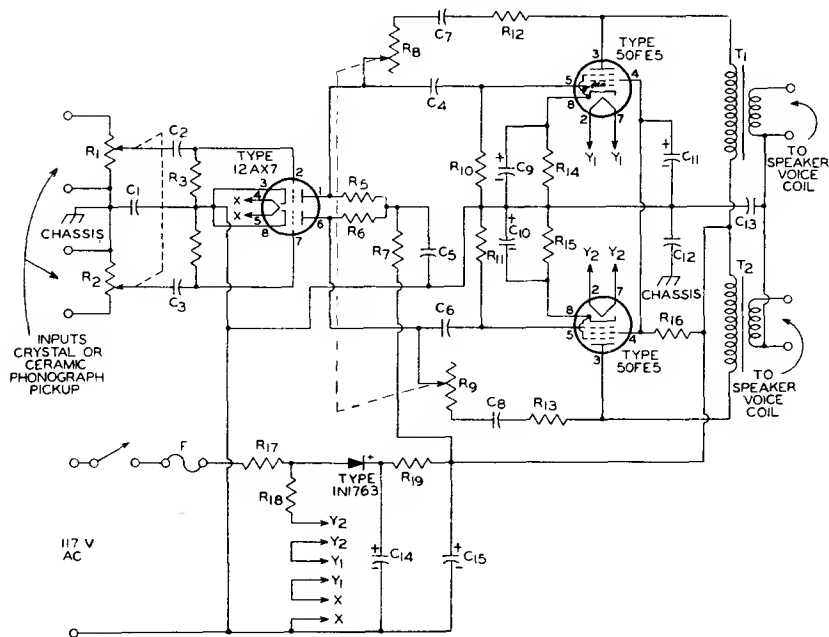 R8
C7
R12
TYPE
50FE5
3
4
5
8
2
7
Y1
Y1
T1
TO
SPEAKER
VOICE
COIL
C4
R1
C2
R3
TYPE
12AX7
2
3
4
5
8
7
1
6
X
X
R5
R6
R7
C5
R10
C9
R14
C11
C1
CHASSIS
R2
C3
R11
C10
R15
Y2
Y2
C12
CHASSIS
C13
T2
C6
8
5
2
7
4
3
R16
TYPE
50FE5
TO
SPEAKER
VOICE
COIL
INPUTS
CRYSTAL OR
CERAMIC
PHONOGRAPH
PICKUP
R9
C8
R13
F
R17
R18
TYPE
IN1763
+
R19
Y2
Y2
Y1
Y1
X
X
117 V
AC
+
C14
−
+
C15
−